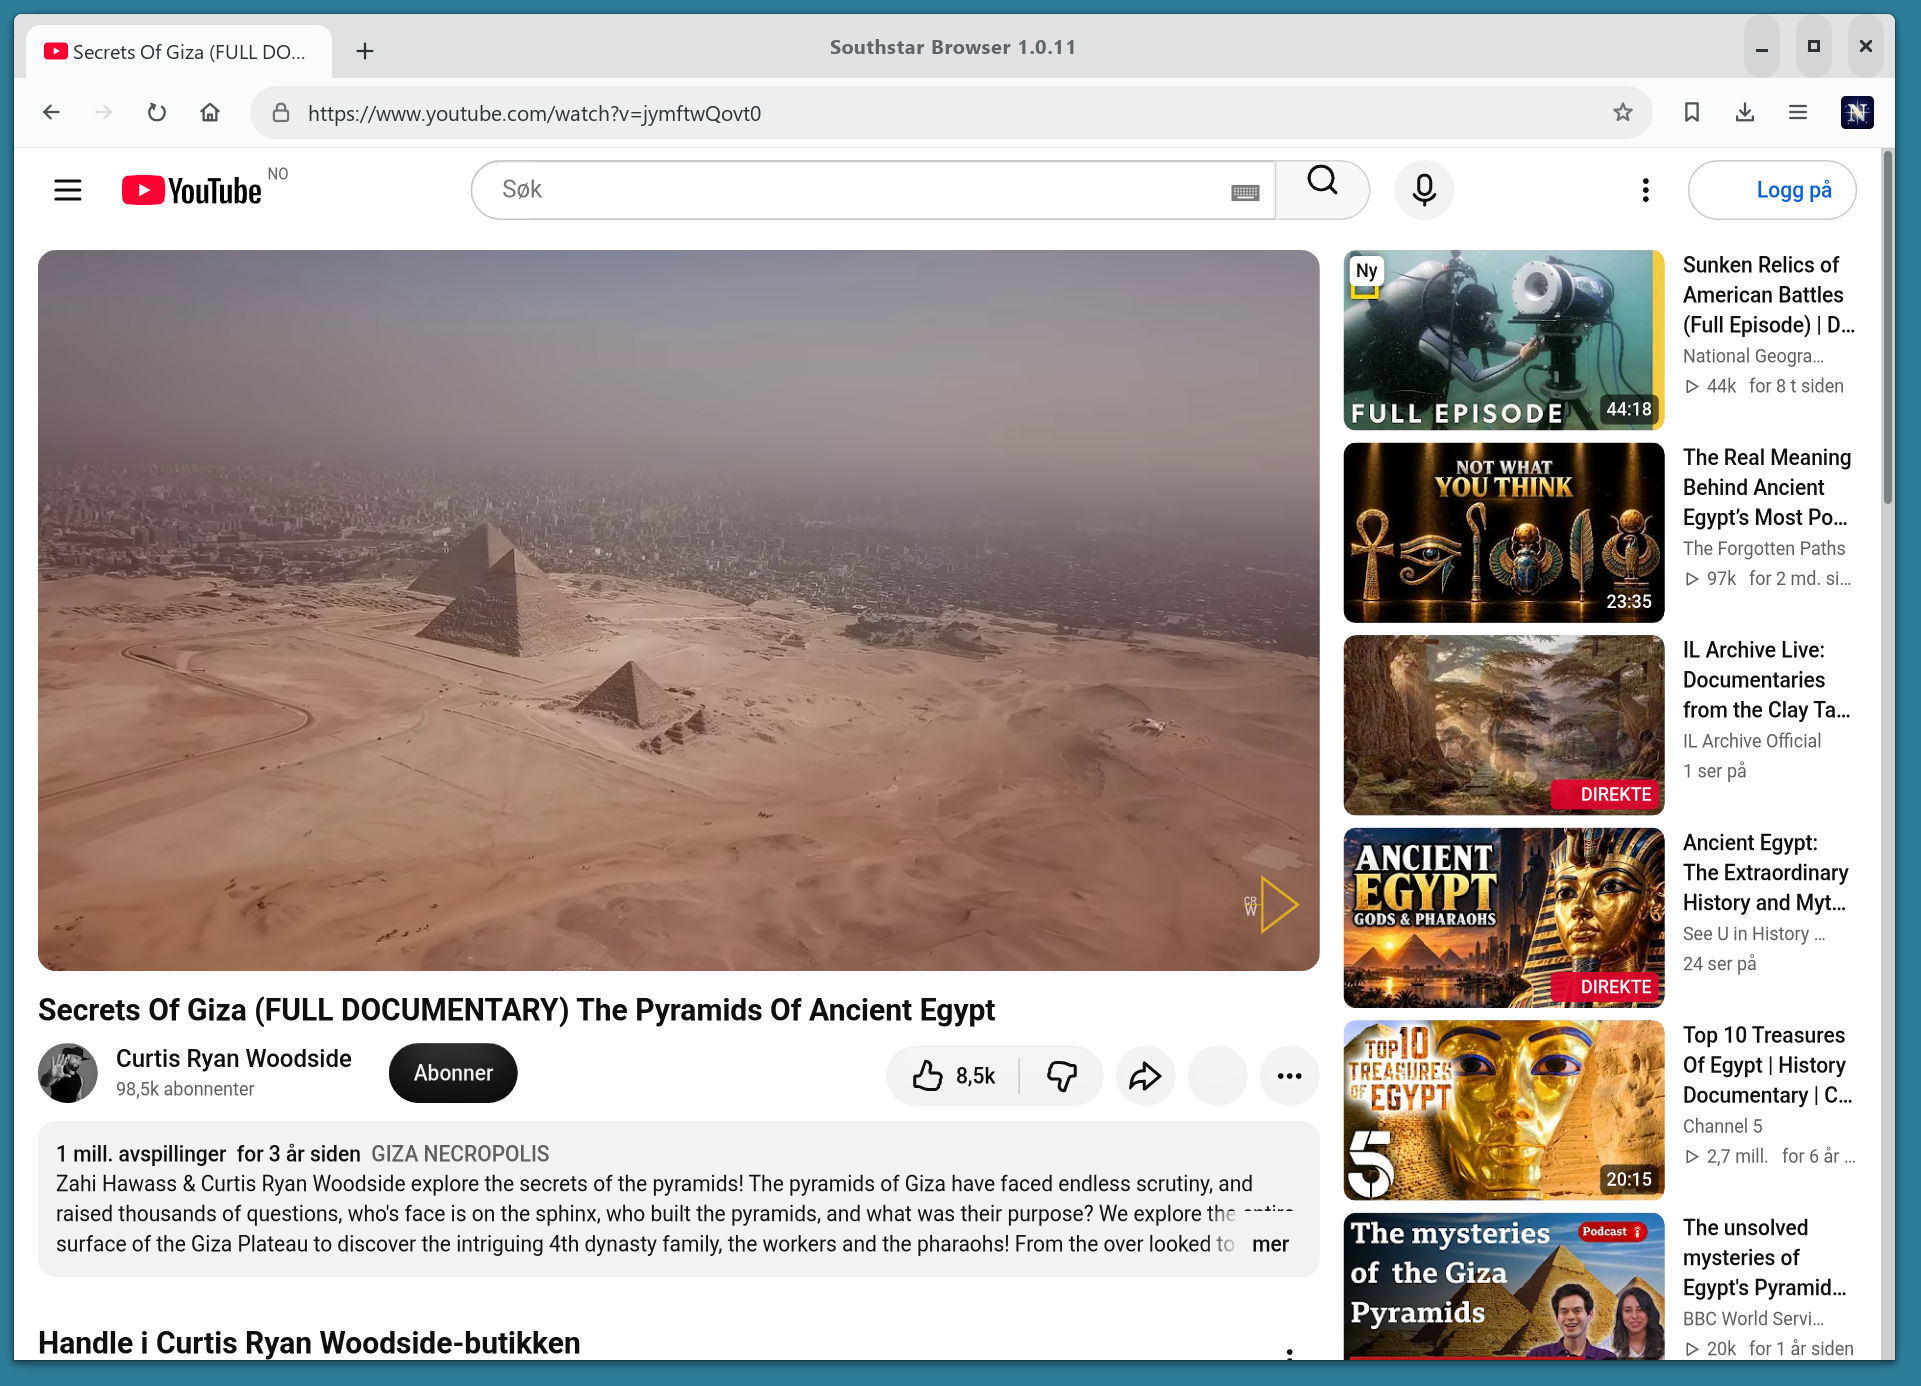 Secrets Of Giza (FULL DO...
Southstar Browser 1.0.11
https://www.youtube.com/watch?v=jymftwQovt0
YouTube NO
Søk
Logg på
CR
W
Secrets Of Giza (FULL DOCUMENTARY) The Pyramids Of Ancient Egypt
Curtis Ryan Woodside
98,5k abonnenter
Abonner
8,5k
1 mill. avspillinger for 3 år siden GIZA NECROPOLIS
Zahi Hawass & Curtis Ryan Woodside explore the secrets of the pyramids! The pyramids of Giza have faced endless scrutiny, and
raised thousands of questions, who's face is on the sphinx, who built the pyramids, and what was their purpose? We explore the entire
surface of the Giza Plateau to discover the intriguing 4th dynasty family, the workers and the pharaohs! From the over looked to mer
Handle i Curtis Ryan Woodside-butikken
Ny
FULL EPISODE
44:18
Sunken Relics of
American Battles
(Full Episode) | D...
National Geogra...
44k for 8 t siden
NOT WHAT
YOU THINK
23:35
The Real Meaning
Behind Ancient
Egypt's Most Po...
The Forgotten Paths
97k for 2 md. si...
DIREKTE
IL Archive Live:
Documentaries
from the Clay Ta...
IL Archive Official
1 ser på
ANCIENT
EGYPT
GODS & PHARAOHS
DIREKTE
Ancient Egypt:
The Extraordinary
History and Myt...
See U in History ...
24 ser på
TOP 10
TREASURES
OF EGYPT
5
20:15
Top 10 Treasures
Of Egypt | History
Documentary | C...
Channel 5
2,7 mill. for 6 år ...
The mysteries
of the Giza
Pyramids
Podcast
The unsolved
mysteries of
Egypt's Pyramid...
BBC World Servi...
20k for 1 år siden